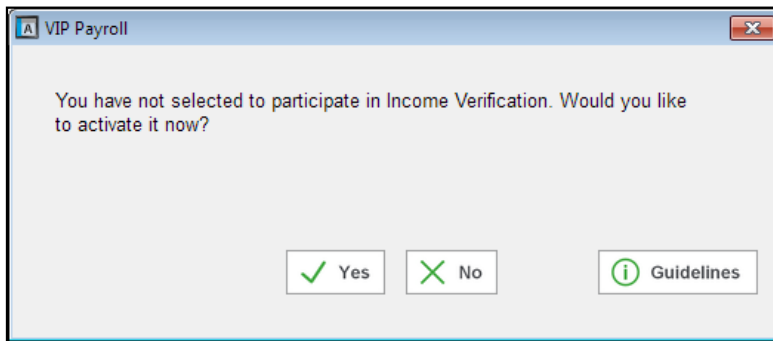 VIP Payroll
You have not selected to participate in Income Verification. Would you like
to activate it now?
Yes No Guidelines